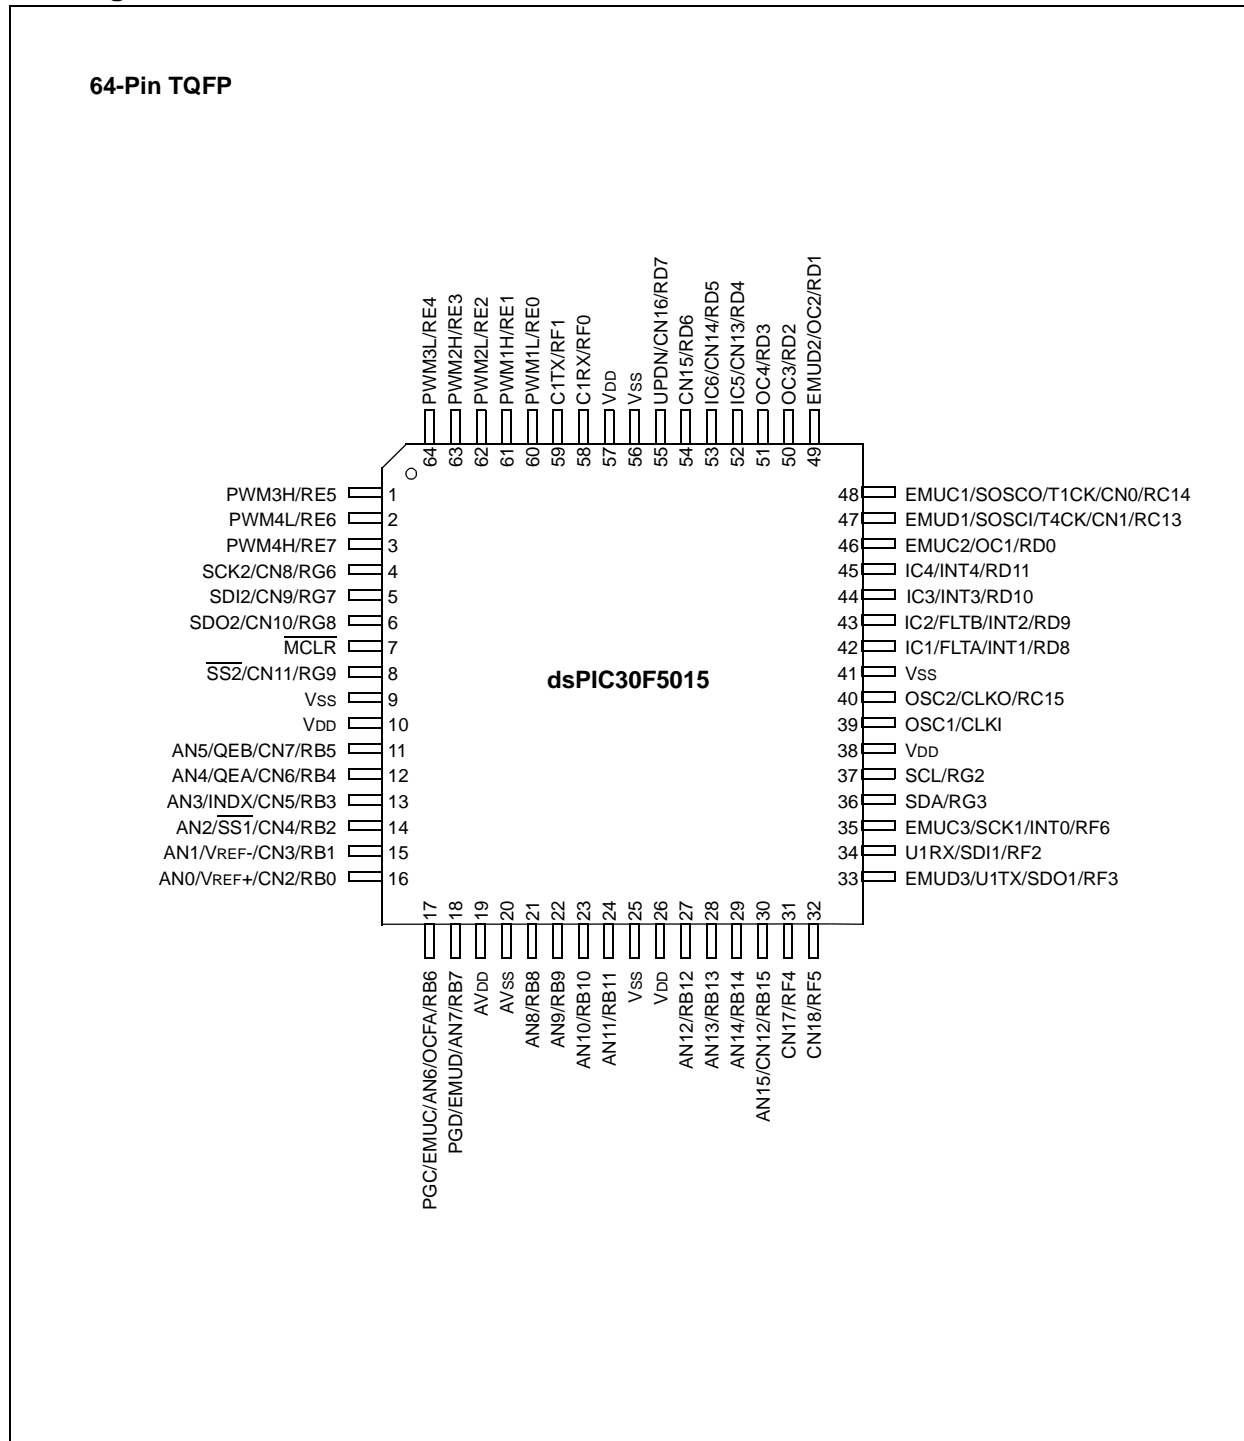 64-Pin TQFP
PWM3L/RE4
PWM2H/RE3
PWM2L/RE2
PWM1H/RE1
PWM1L/RE0
C1TX/RF1
C1RX/RF0
VDD
VSS
UPDN/CN16/RD7
CN15/RD6
IC6/CN14/RD5
IC5/CN13/RD4
OC4/RD3
OC3/RD2
EMUD2/OC2/RD1
64
63
62
61
60
59
58
57
56
55
54
53
52
51
50
49
PWM3H/RE5 1
PWM4L/RE6 2
PWM4H/RE7 3
SCK2/CN8/RG6 4
SDI2/CN9/RG7 5
SDO2/CN10/RG8 6
MCLR 7
SS2/CN11/RG9 8
VSS 9
VDD 10
AN5/QEB/CN7/RB5 11
AN4/QEA/CN6/RB4 12
AN3/INDX/CN5/RB3 13
AN2/SS1/CN4/RB2 14
AN1/VREF-/CN3/RB1 15
AN0/VREF+/CN2/RB0 16
dsPIC30F5015
48 EMUC1/SOSCO/T1CK/CN0/RC14
47 EMUD1/SOSCI/T4CK/CN1/RC13
46 EMUC2/OC1/RD0
45 IC4/INT4/RD11
44 IC3/INT3/RD10
43 IC2/FLTB/INT2/RD9
42 IC1/FLTA/INT1/RD8
41 VSS
40 OSC2/CLKO/RC15
39 OSC1/CLKI
38 VDD
37 SCL/RG2
36 SDA/RG3
35 EMUC3/SCK1/INT0/RF6
34 U1RX/SDI1/RF2
33 EMUD3/U1TX/SDO1/RF3
17
18
19
20
21
22
23
24
25
26
27
28
29
30
31
32
PGC/EMUC/AN6/OCFA/RB6
PGD/EMUD/AN7/RB7
AVDD
AVSS
AN8/RB8
AN9/RB9
AN10/RB10
AN11/RB11
VSS
VDD
AN12/RB12
AN13/RB13
AN14/RB14
AN15/CN12/RB15
CN17/RF4
CN18/RF5